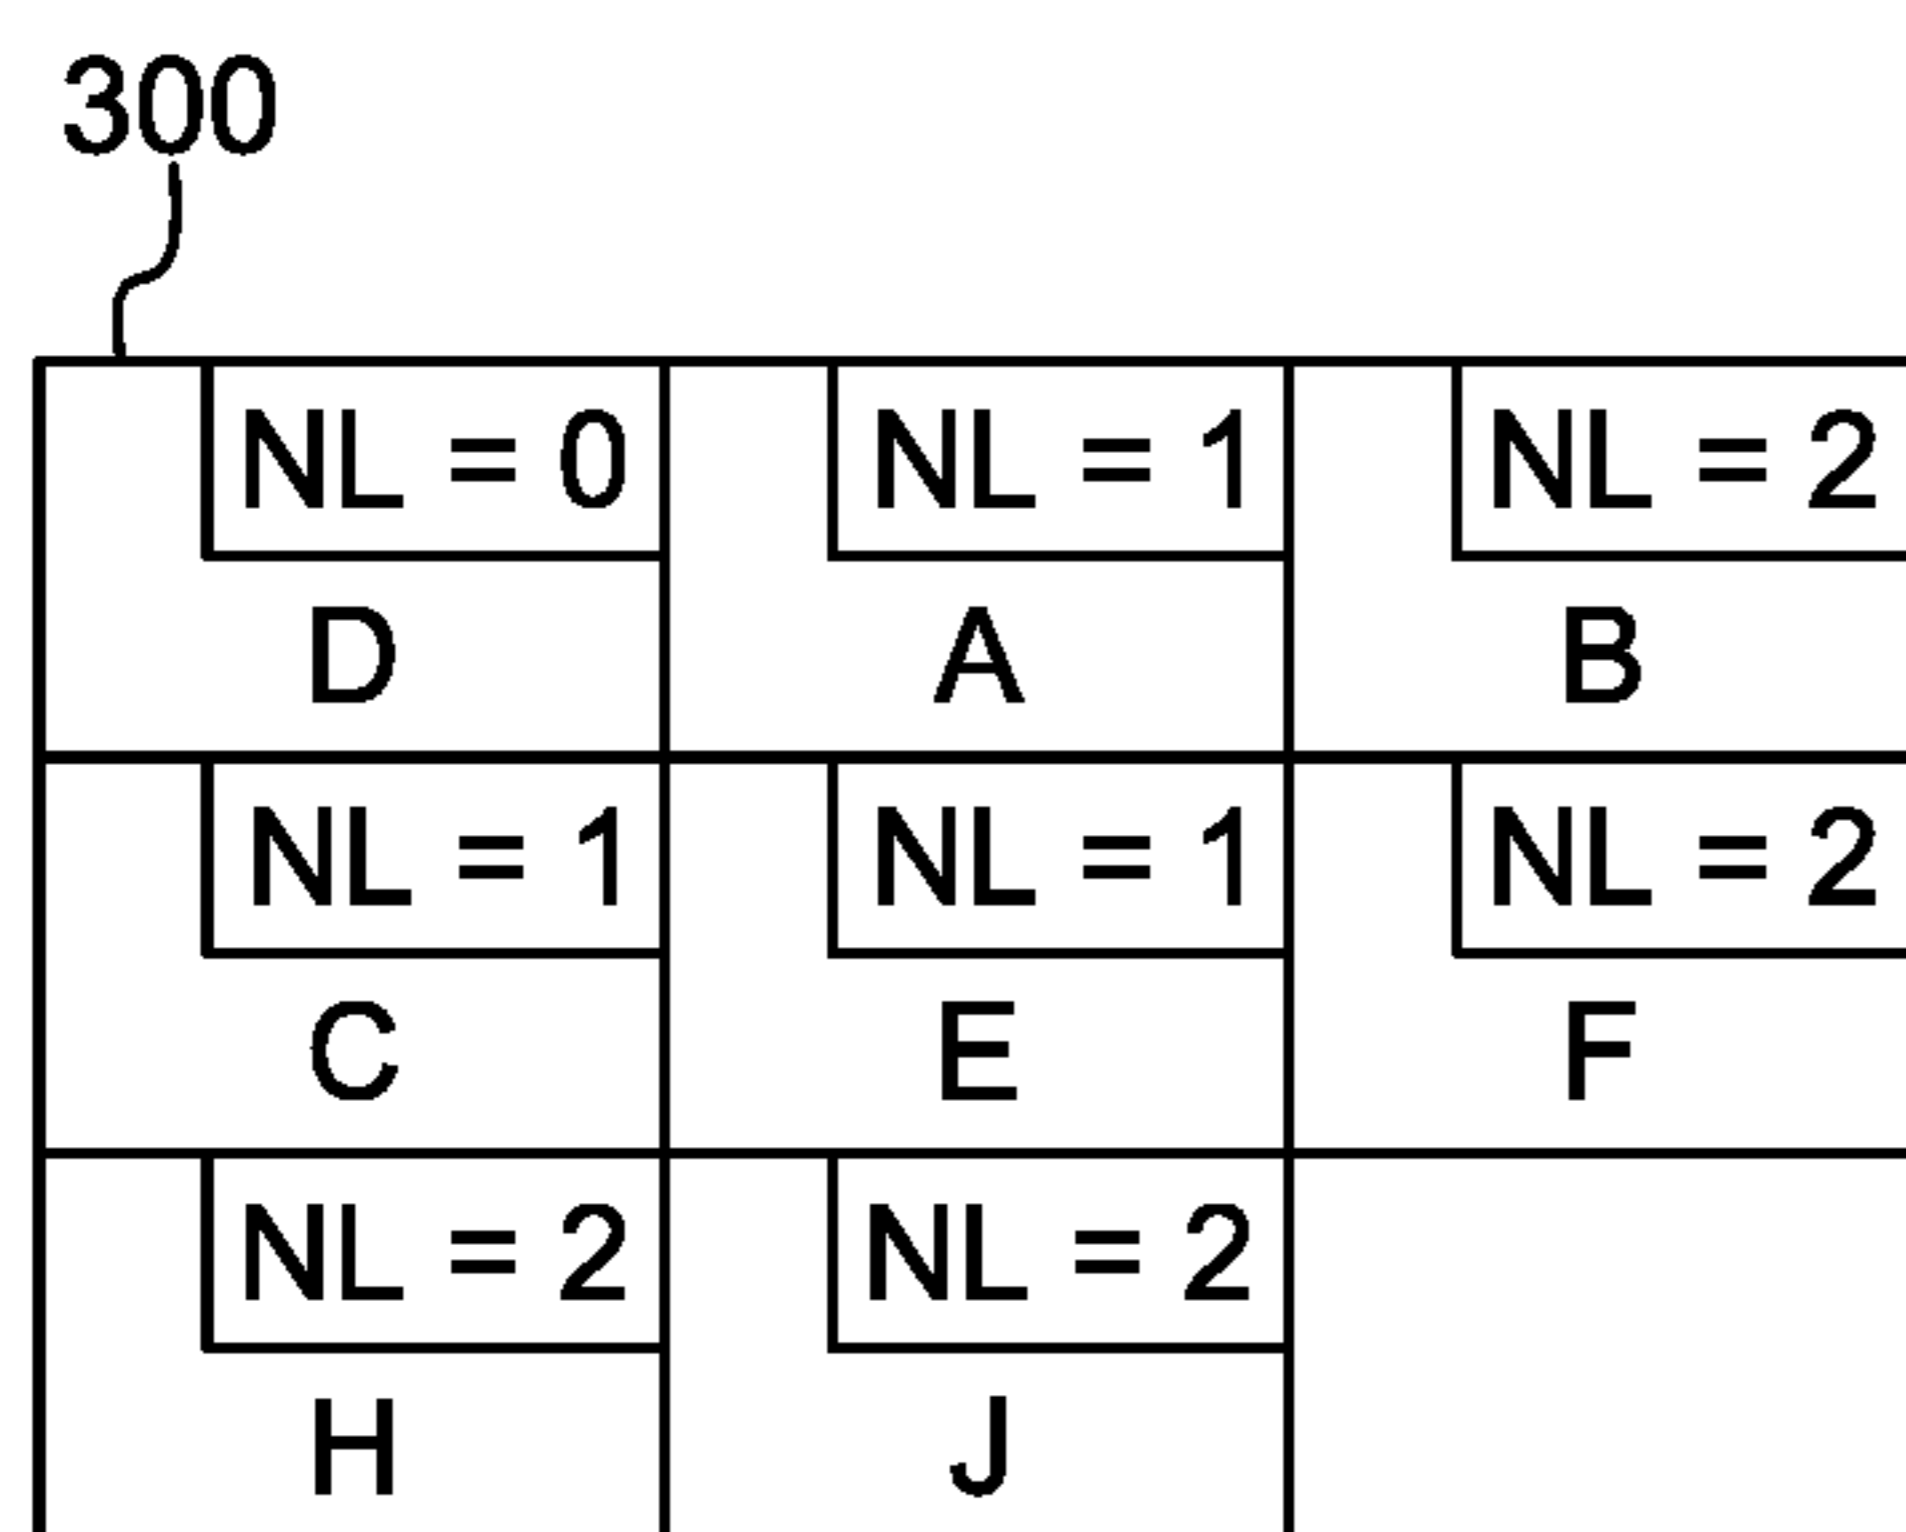 300
NL = 0 NL = 1 NL = 2
D A B
NL = 1 NL = 1 NL = 2
C E F
NL = 2 NL = 2
H J